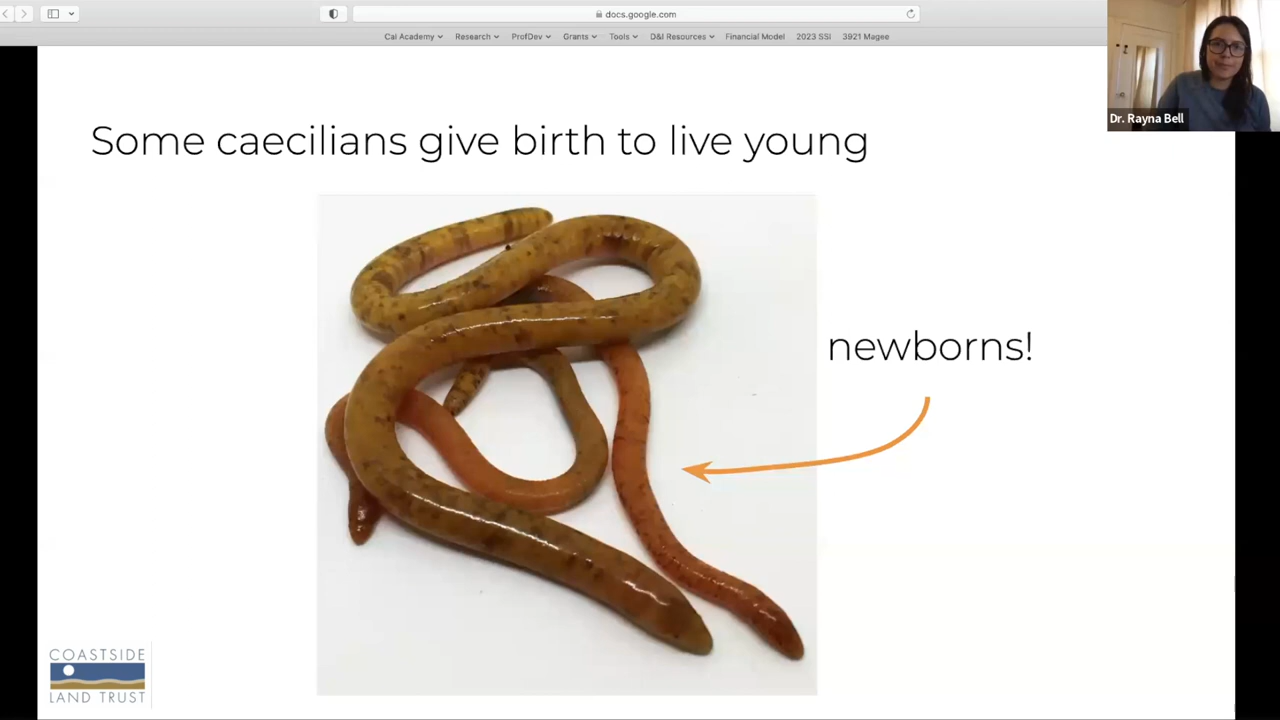 docs.google.com
Cal Academy Research ProfDev Grants Tools D&I Resources Financial Model 2023 SSI 3921 Magee
Dr. Rayna Bell
Some caecilians give birth to live young
newborns!
COASTSIDE
LAND TRUST